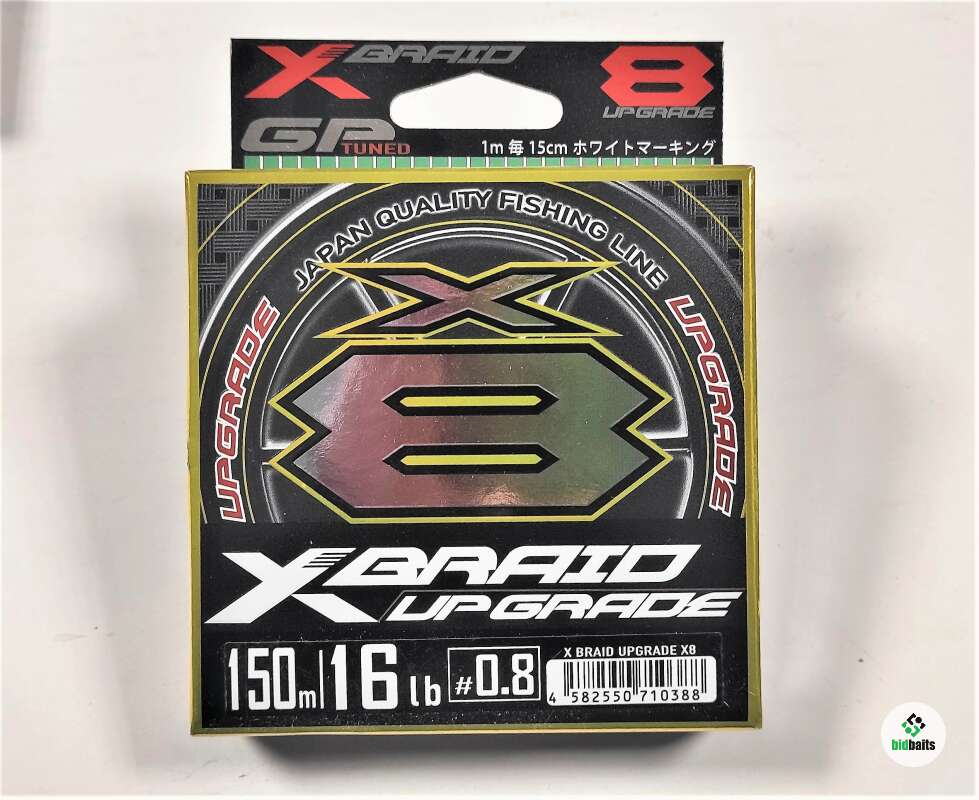 X BRAID
8
UPGRADE
GP
TUNED
1m 毎 15cm ホワイトマーキング
JAPAN QUALITY FISHING LINE
UPGRADE
UPGRADE
X
8
XBRAID
UPGRADE
150m 16 lb #0.8
X BRAID UPGRADE X8
4 582550 710388
bidbaits